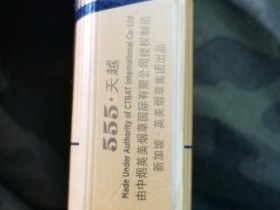 555·天越
Made Under Authority of CTBAT International Co. Ltd.
由中烟英美烟草国际有限公司授权制造
新加坡·英美烟草集团出品